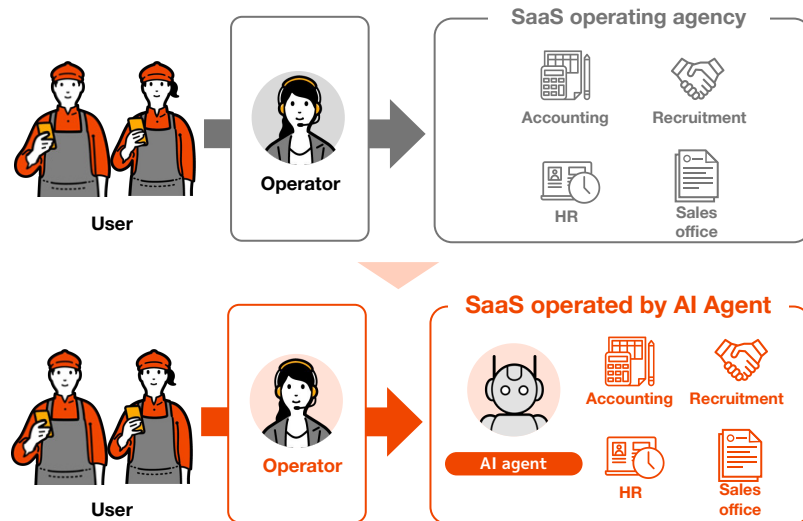 SaaS operating agency
Accounting
Recruitment
Operator
HR
Sales
office
User
SaaS operated by AI Agent
Accounting
Recruitment
AI agent
Operator
HR
Sales
office
User